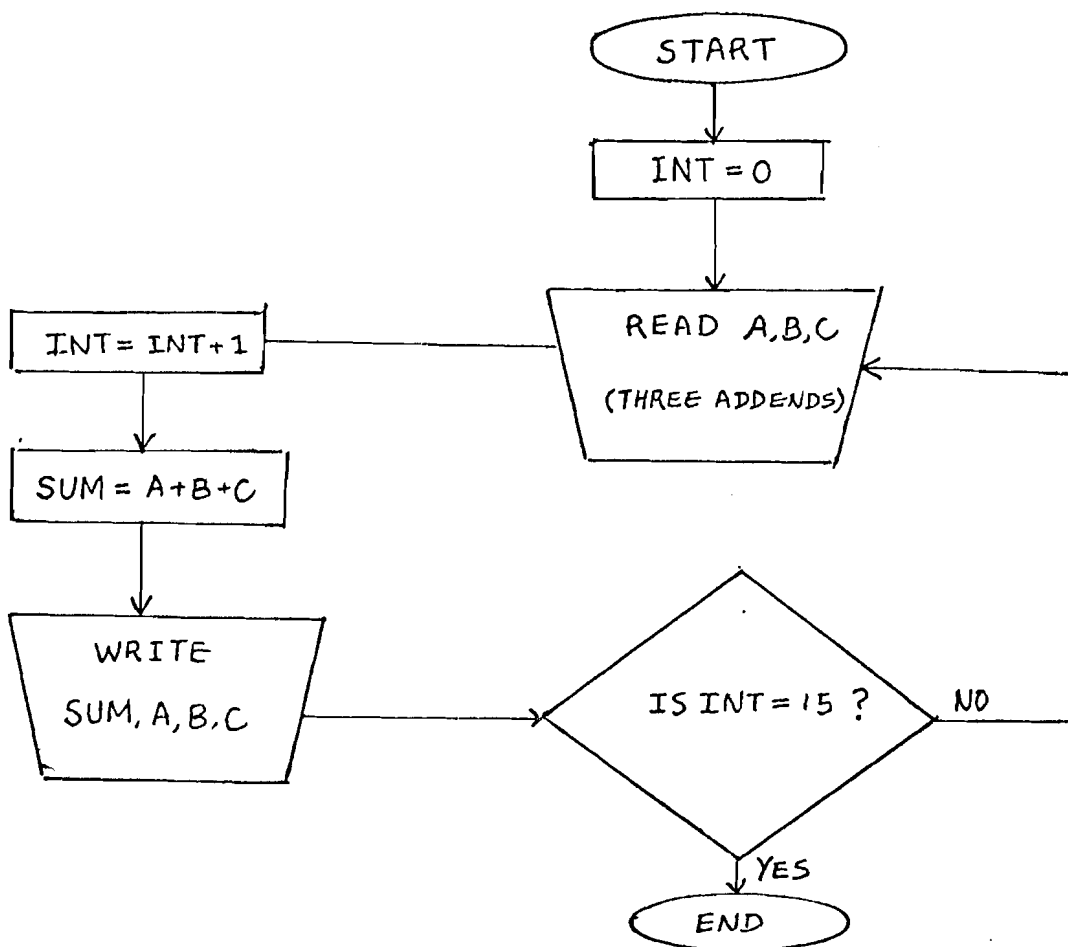 START
INT = 0
READ A, B, C
(THREE ADDENDS)
INT = INT + 1
SUM = A + B + C
WRITE
SUM, A, B, C
IS INT = 15 ?
NO
YES
END